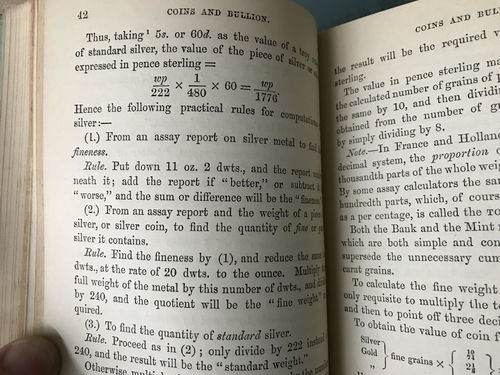 42 COINS AND BULLION.
Thus, taking 5s. or 60d. as the value of a troy
of standard silver, the value of the piece of silver or
expressed in pence sterling =
wp/222 × 1/480 × 60 = wp/1776
Hence the following practical rules for computation
silver:—
(1.) From an assay report on silver metal to find
fineness.
Rule. Put down 11 oz. 2 dwts., and the report
neath it; add the report if "better," or subtract
"worse," and the sum or difference will be the "fineness"
(2.) From an assay report and the weight of a piece
silver, or silver coin, to find the quantity of fine or
silver it contains.
Rule. Find the fineness by (1), and reduce the same
dwts., at the rate of 20 dwts. to the ounce. Multiply
full weight of the metal by this number of dwts., and
by 240, and the quotient will be the "fine weight"
quired.
(3.) To find the quantity of standard silver.
Rule. Proceed as in (2); only divide by 222 instead
240, and the result will be the "standard weight."
Otherwise
COINS AND
the result will be the required
sterling.
The value in pence sterling
the calculated number of grains of
the same by 10, and then
obtained from the number of
by simply dividing by 8.
Note.—In France and Holland
decimal system, the proportion
thousandth parts of the whole
By some assay calculators the
hundredth parts, which, of
as a per centage, is called the
Both the Bank and the Mint
which are both simple and
supersede the unnecessary
carat grains.
To calculate the fine weight
only requisite to multiply the
and then to point off three
To obtain the value of coin
Silver
Gold fine grains ×
"